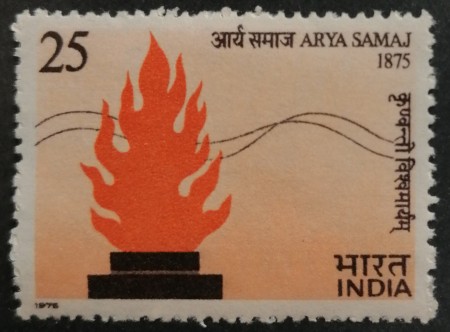 25
आर्य समाज ARYA SAMAJ
1875
कृण्वन्तो विश्वमार्यम्
भारत
INDIA
1975